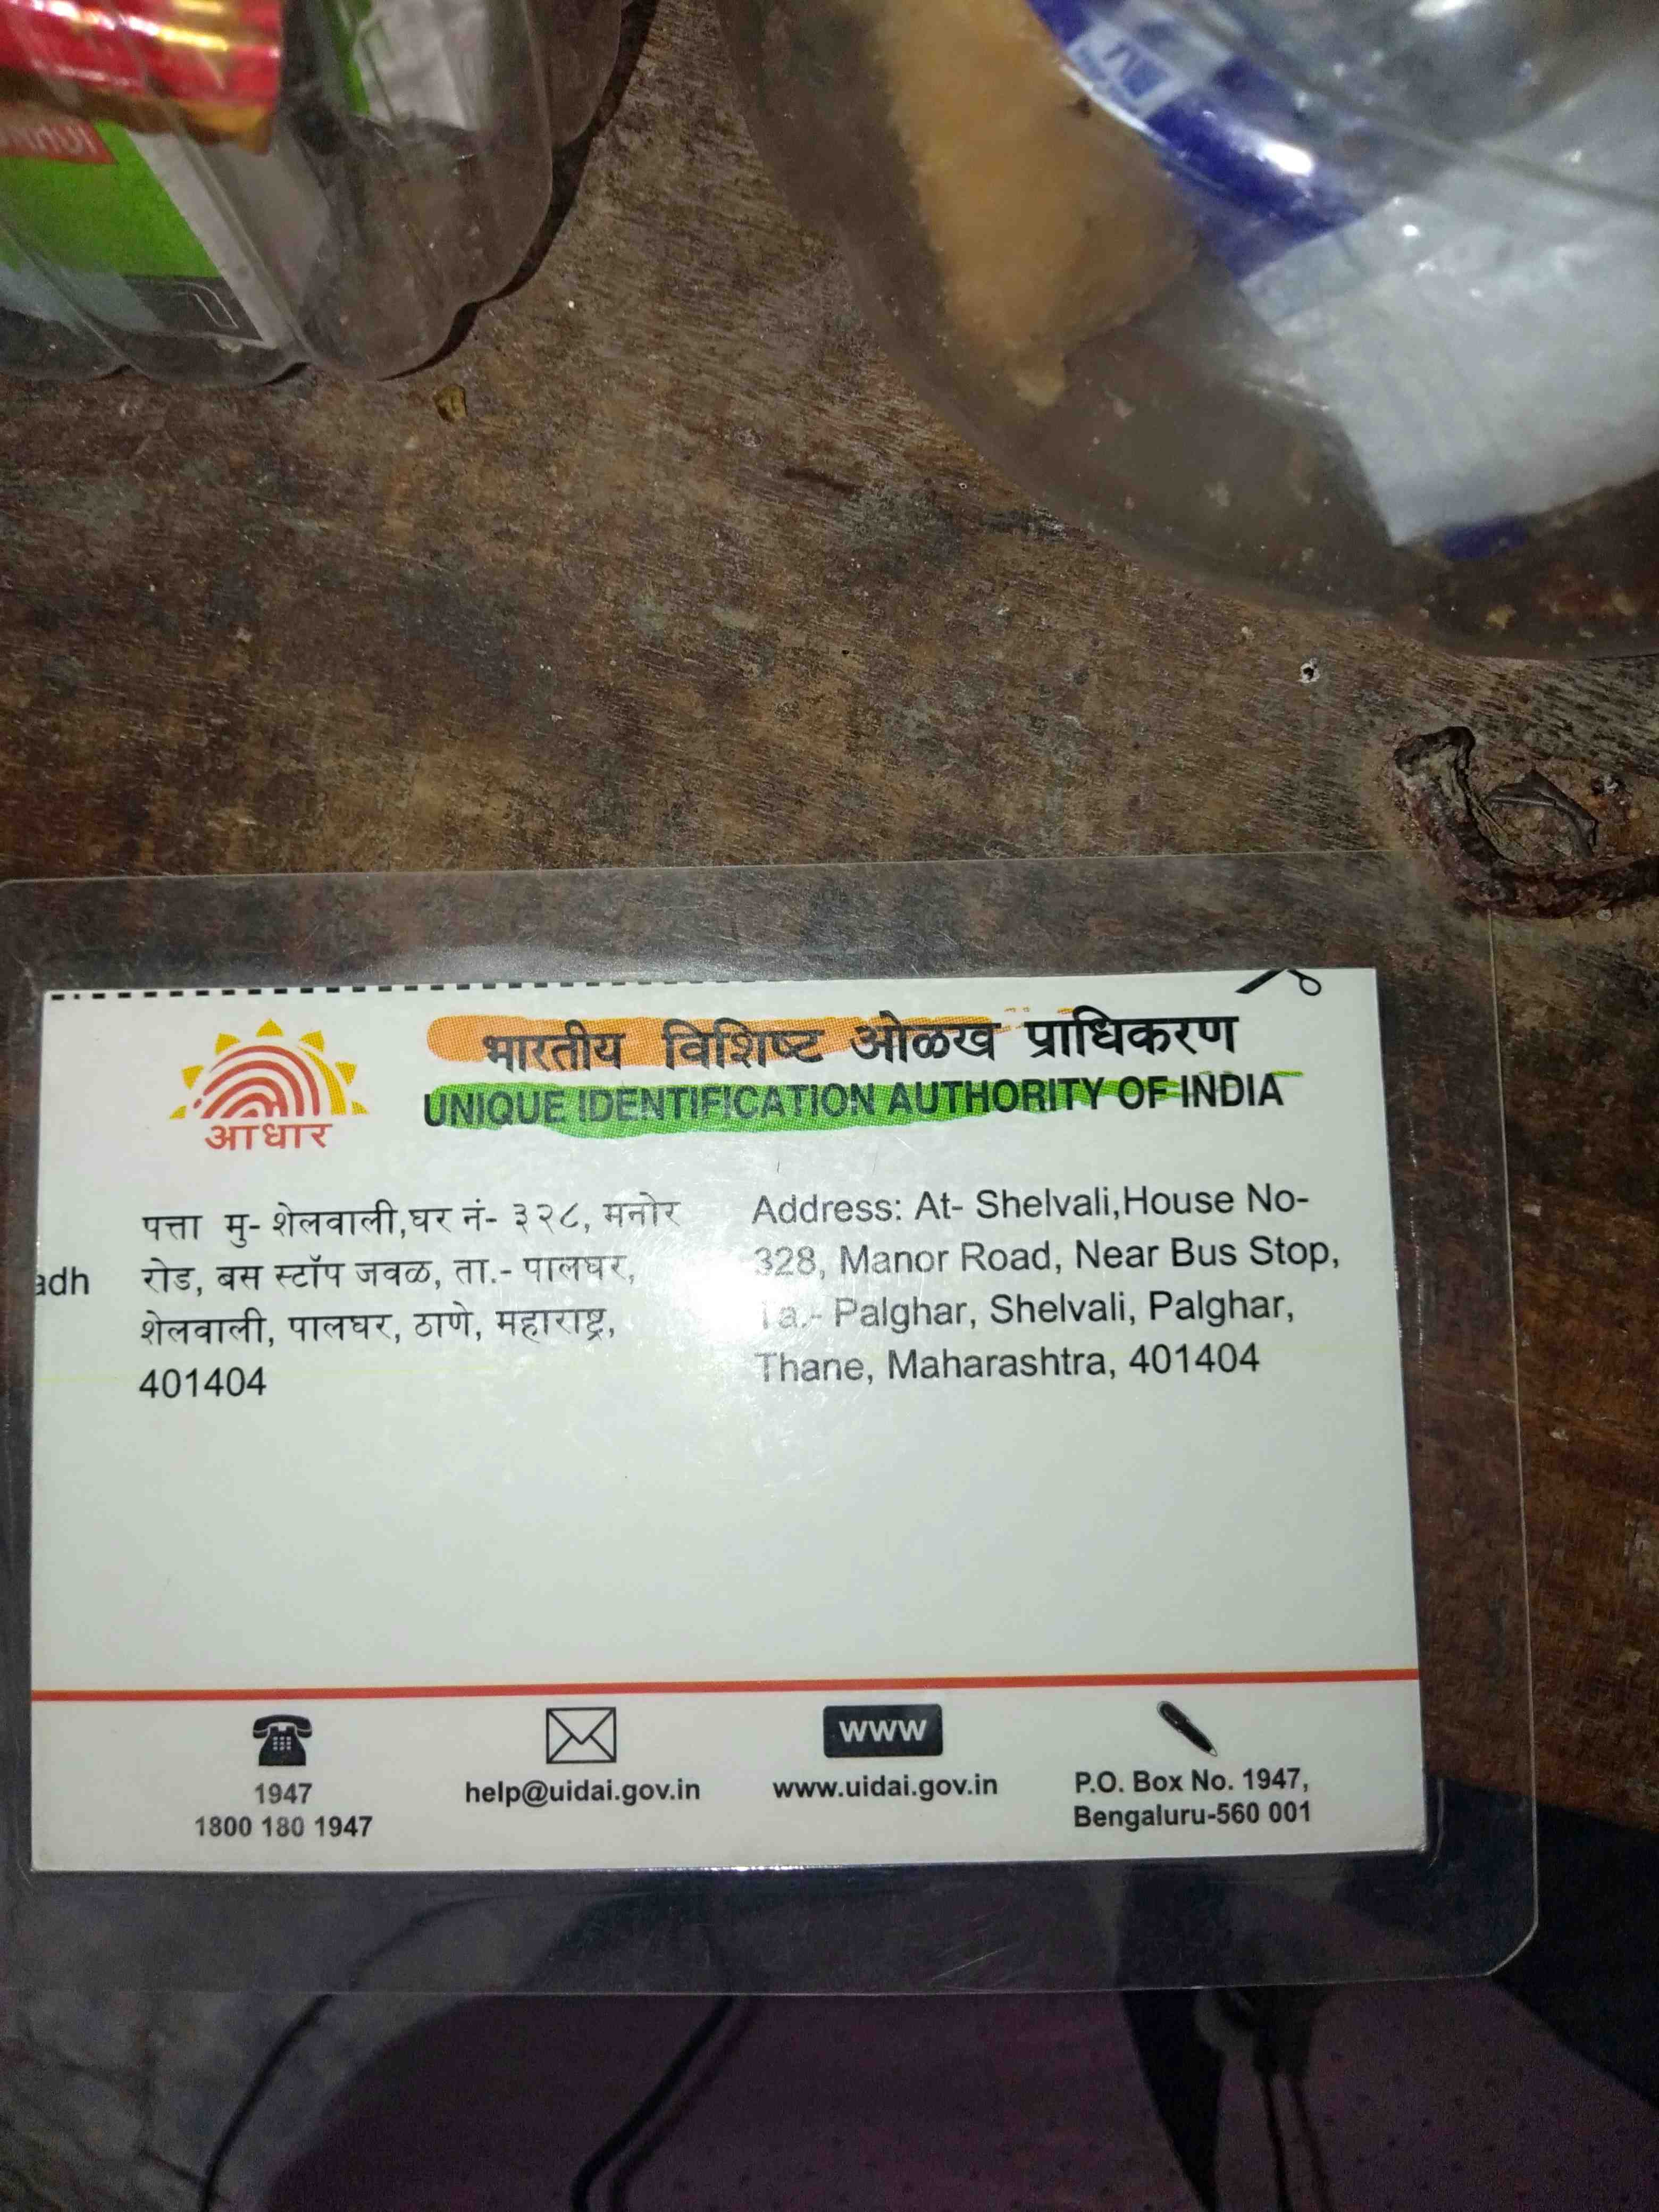 भारतीय विशिष्ट ओळख प्राधिकरण
UNIQUE IDENTIFICATION AUTHORITY OF INDIA
आधार
पत्ता मु- शेलवाली,घर नं- ३२८, मनोर
रोड, बस स्टॉप जवळ, ता.- पालघर,
शेलवाली, पालघर, ठाणे, महाराष्ट्र,
401404
adh
Address: At- Shelvali,House No-
328, Manor Road, Near Bus Stop,
Ta.- Palghar, Shelvali, Palghar,
Thane, Maharashtra, 401404
1947
1800 180 1947
help@uidai.gov.in
www
www.uidai.gov.in
P.O. Box No. 1947,
Bengaluru-560 001